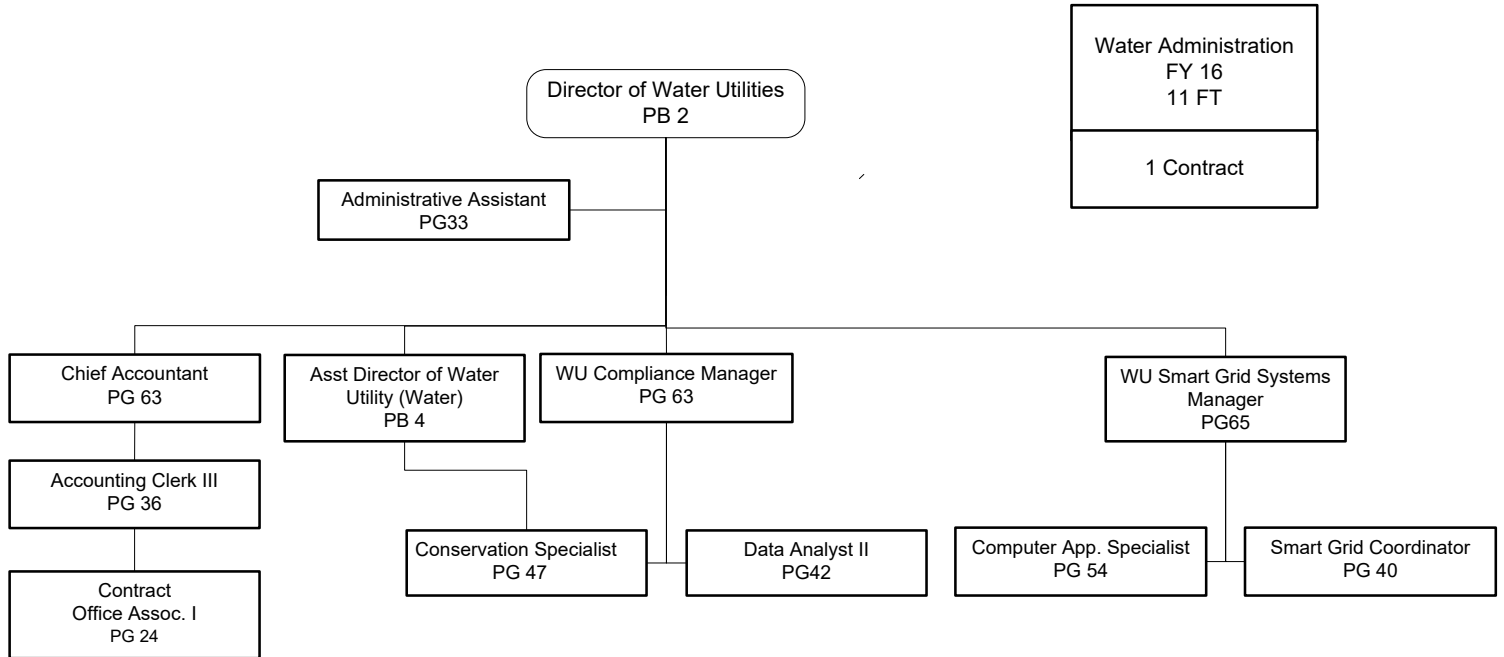 Water Administration
FY 16
11 FT
1 Contract
Director of Water Utilities
PB 2
Administrative Assistant
PG33
Chief Accountant
PG 63
Asst Director of Water
Utility (Water)
PB 4
WU Compliance Manager
PG 63
WU Smart Grid Systems
Manager
PG65
Accounting Clerk III
PG 36
Conservation Specialist
PG 47
Data Analyst II
PG42
Computer App. Specialist
PG 54
Smart Grid Coordinator
PG 40
Contract
Office Assoc. I
PG 24